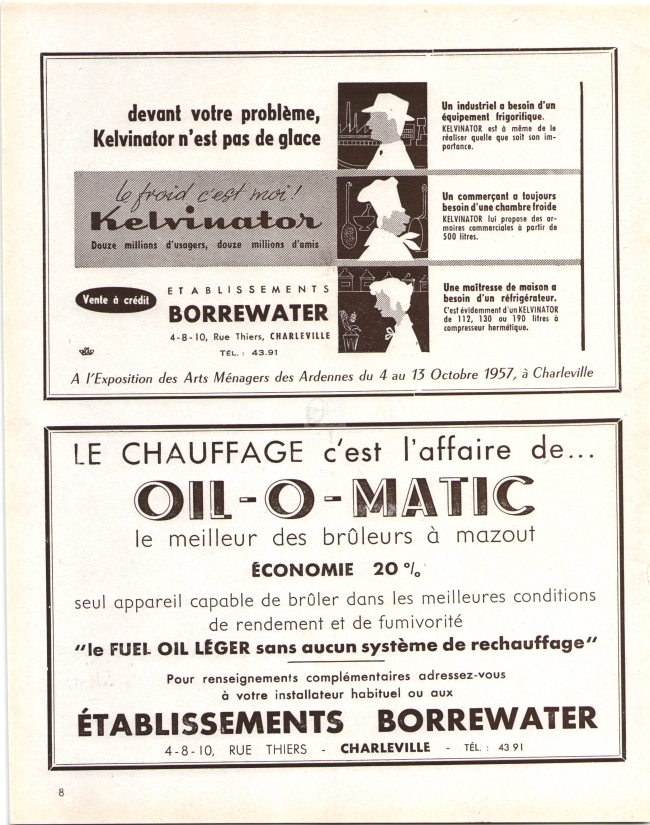 devant votre problème,
Kelvinator n'est pas de glace
le froid c'est moi!
Kelvinator
Douze millions d'usagers, douze millions d'amis
Vente à crédit
ETABLISSEMENTS
BORREWATER
4-8-10, Rue Thiers, CHARLEVILLE
TÉL. : 43.91
Un industriel a besoin d'un
équipement frigorifique.
KELVINATOR est à même de le
réaliser quelle que soit son im-
portance.
Un commerçant a toujours
besoin d'une chambre froide
KELVINATOR lui propose des ar-
moires commerciales à partir de
500 litres.
Une maîtresse de maison a
besoin d'un réfrigérateur.
C'est évidemment d'un KELVINATOR
de 112, 130 ou 190 litres à
compresseur hermétique.
A l'Exposition des Arts Ménagers des Ardennes du 4 au 13 Octobre 1957, à Charleville
LE CHAUFFAGE c'est l'affaire de...
OIL-O-MATIC
le meilleur des brûleurs à mazout
ÉCONOMIE 20 %
seul appareil capable de brûler dans les meilleures conditions
de rendement et de fumivorité
"le FUEL OIL LÉGER sans aucun système de rechauffage"
Pour renseignements complémentaires adressez-vous
à votre installateur habituel ou aux
ÉTABLISSEMENTS BORREWATER
4-8-10, RUE THIERS - CHARLEVILLE - TÉL. : 43 91
8